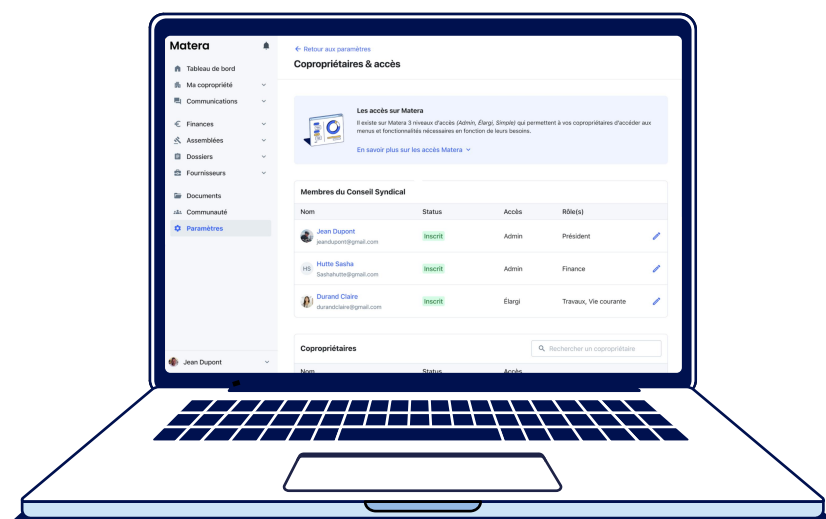 Matera
Tableau de bord
Ma copropriété
Communications
Finances
Assemblées
Dossiers
Fournisseurs
Documents
Communauté
Paramètres
Jean Dupont
← Retour aux paramètres
Copropriétaires & accès
Les accès sur Matera
Il existe sur Matera 3 niveaux d'accès (Admin, Élargi, Simple) qui permettent à vos copropriétaires d'accéder aux
menus et fonctionnalités nécessaires en fonction de leurs besoins.
En savoir plus sur les accès Matera
Membres du Conseil Syndical
Nom Status Accès Rôle(s)
Jean Dupont
jeandupont@gmail.com
Inscrit Admin Président
HS Hutte Sasha
Sashahutte@gmail.com
Inscrit Admin Finance
Durand Claire
durandclaire@gmail.com
Inscrit Élargi Travaux, Vie courante
Copropriétaires
Rechercher un copropriétaire
Nom Status Accès